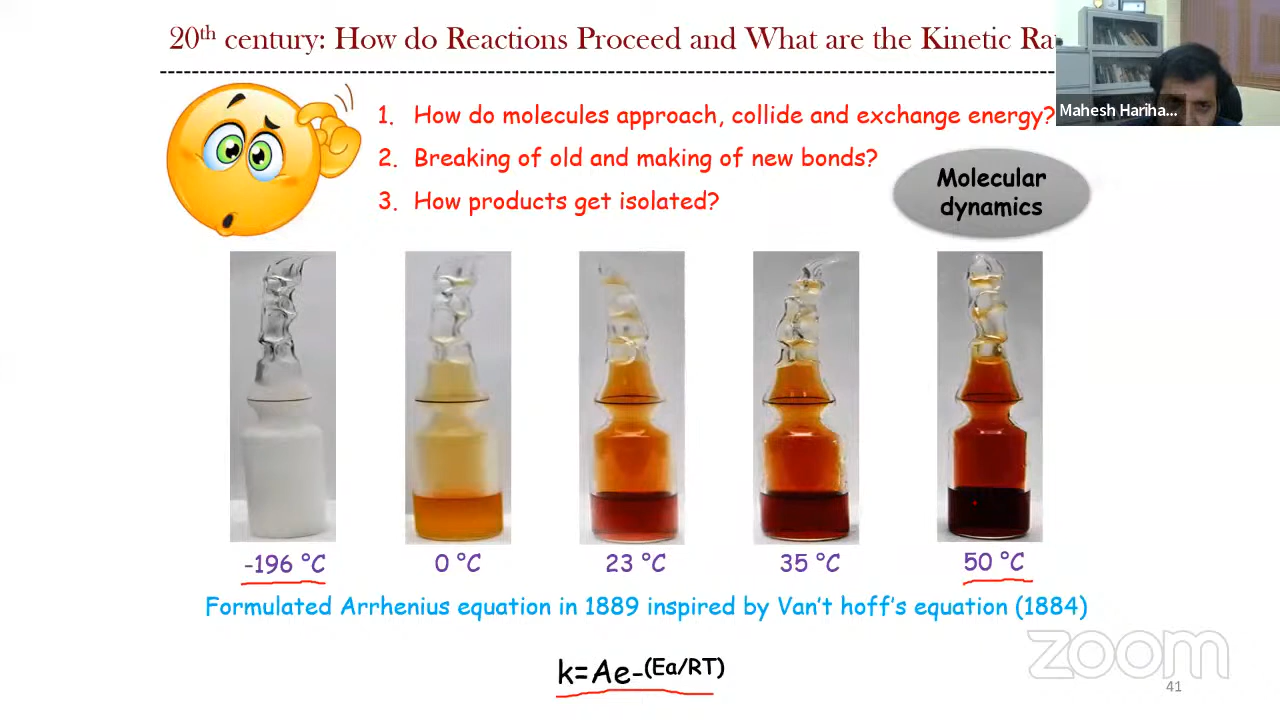 20th century: How do Reactions Proceed and What are the Kinetic
Mahesh Hariha...
1. How do molecules approach, collide and exchange energy?
2. Breaking of old and making of new bonds?
3. How products get isolated?
Molecular
dynamics
-196 °C
0 °C
23 °C
35 °C
50 °C
Formulated Arrhenius equation in 1889 inspired by Van't hoff's equation (1884)
zoom
k=Ae-(Ea/RT)
41